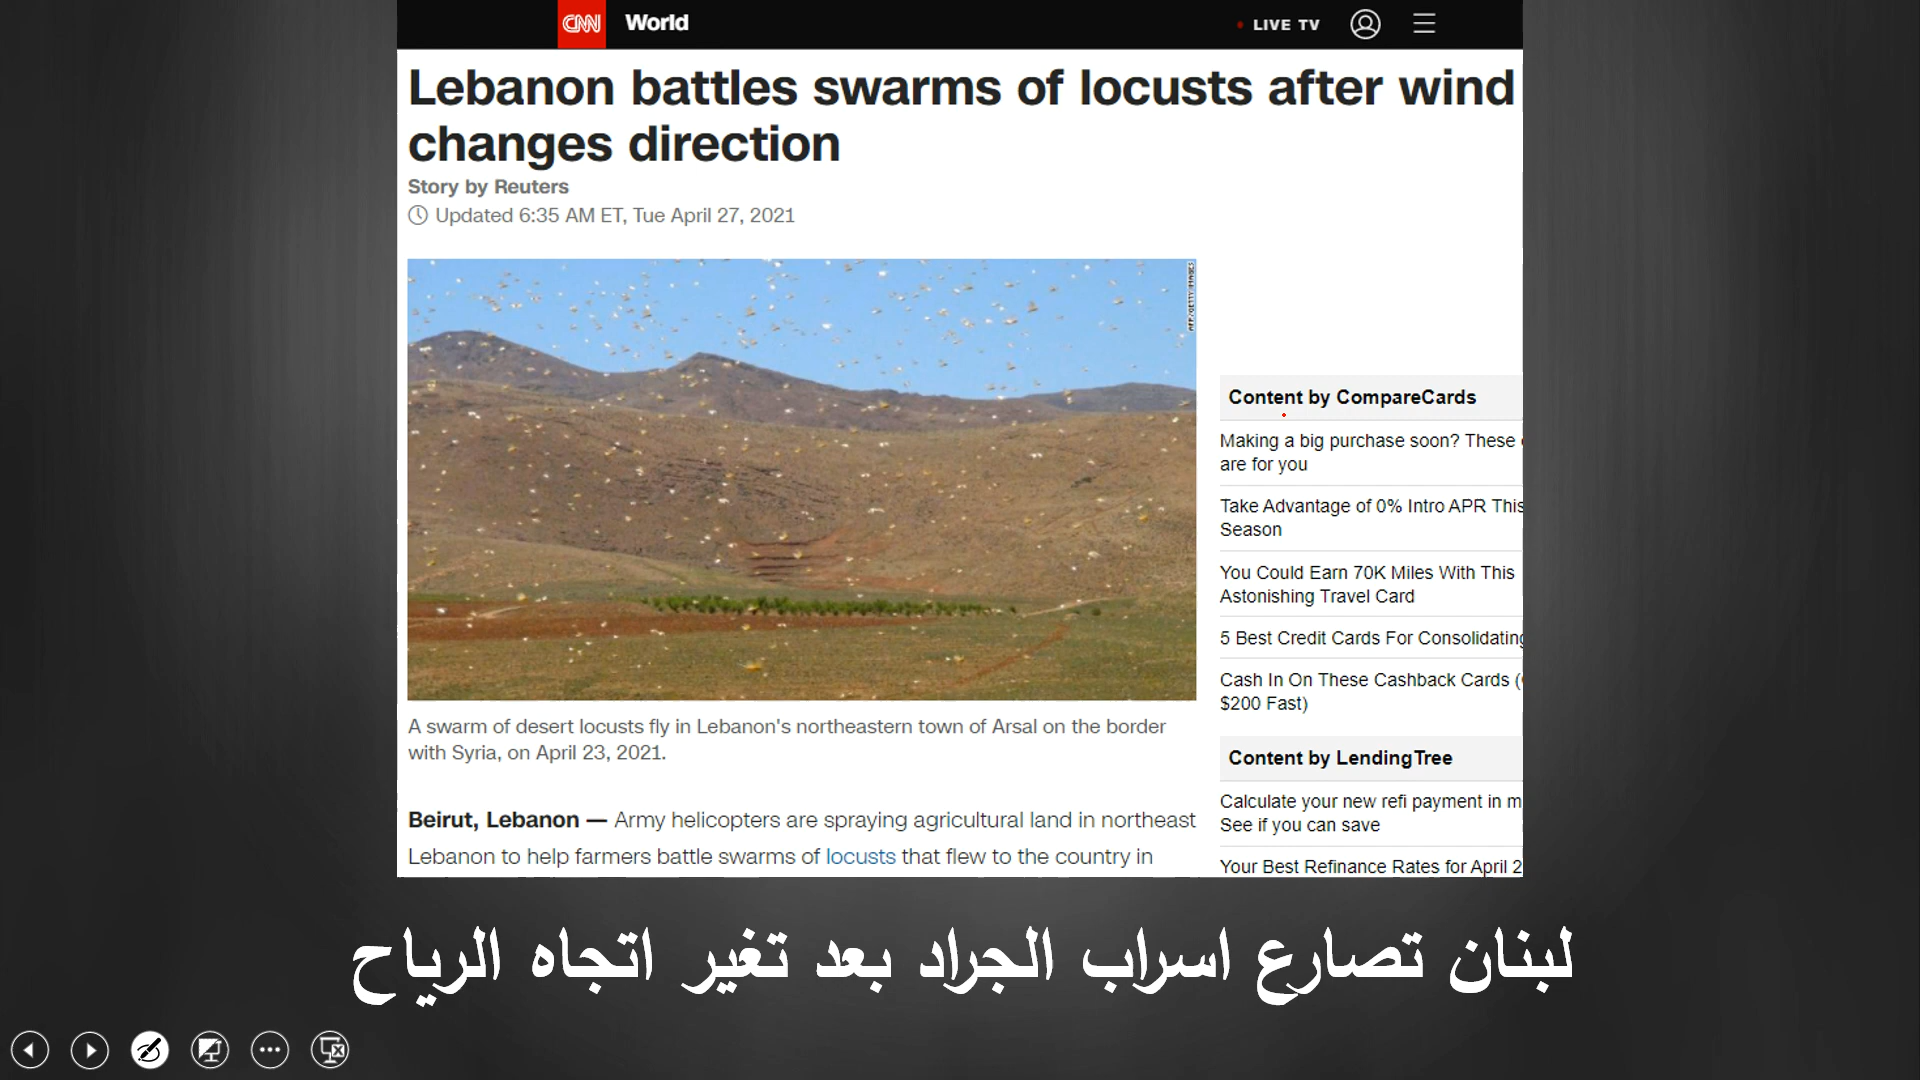 CNN World
LIVE TV
Lebanon battles swarms of locusts after wind
changes direction
Story by Reuters
Updated 6:35 AM ET, Tue April 27, 2021
AFP/GETTY IMAGES
A swarm of desert locusts fly in Lebanon's northeastern town of Arsal on the border
with Syria, on April 23, 2021.
Beirut, Lebanon — Army helicopters are spraying agricultural land in northeast
Lebanon to help farmers battle swarms of locusts that flew to the country in
Content by CompareCards
Making a big purchase soon? These
are for you
Take Advantage of 0% Intro APR This
Season
You Could Earn 70K Miles With This
Astonishing Travel Card
5 Best Credit Cards For Consolidating
Cash In On These Cashback Cards (
$200 Fast)
Content by LendingTree
Calculate your new refi payment in m
See if you can save
Your Best Refinance Rates for April 2
لبنان تصارع اسراب الجراد بعد تغير اتجاه الرياح